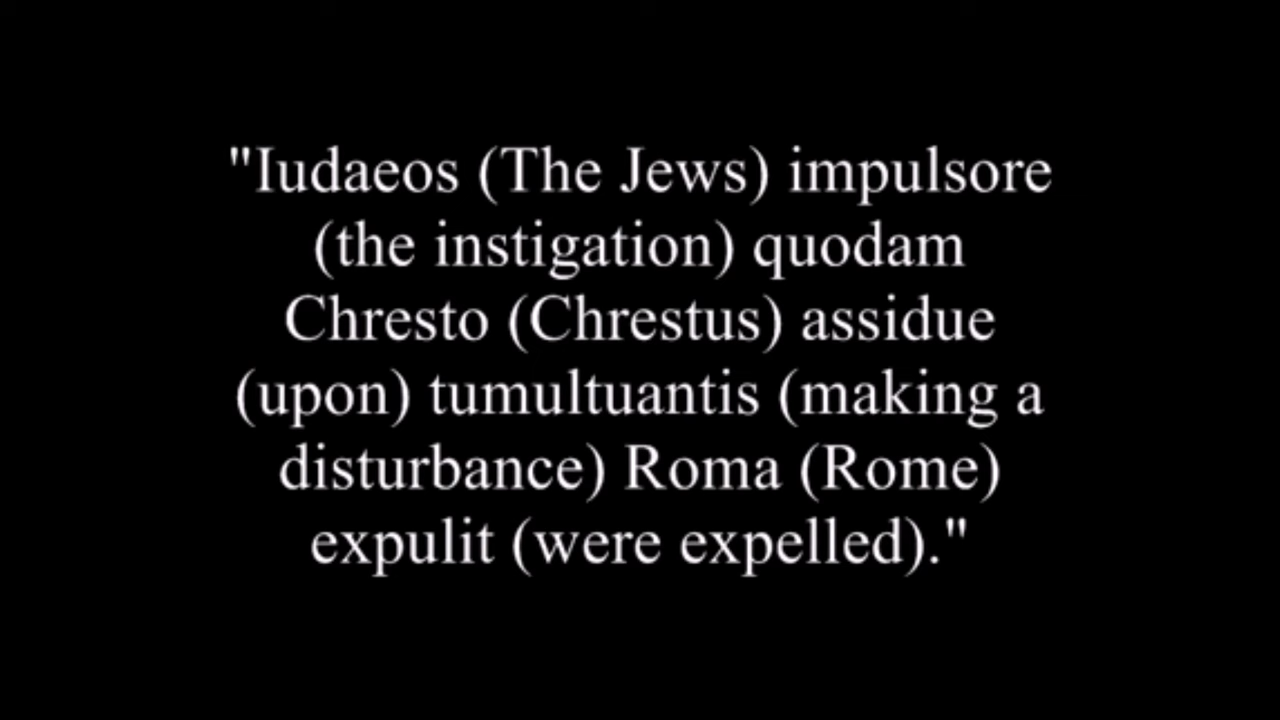 "Iudaeos (The Jews) impulsore
(the instigation) quodam
Chresto (Chrestus) assidue
(upon) tumultuantis (making a
disturbance) Roma (Rome)
expulit (were expelled)."